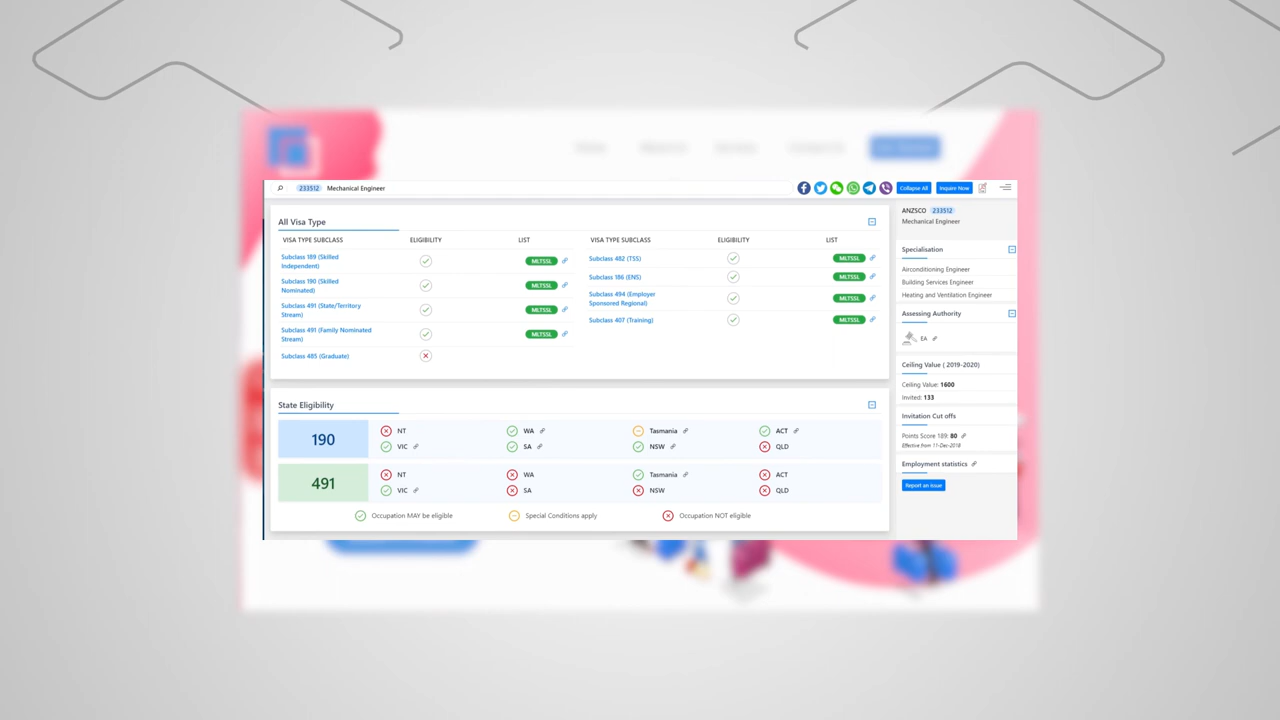 233512 Mechanical Engineer
Collapse All
Inquire Now
All Visa Type
VISA TYPE SUBCLASS ELIGIBILITY LIST VISA TYPE SUBCLASS ELIGIBILITY LIST
Subclass 189 (Skilled
Independent)
MLTSSL
Subclass 190 (Skilled
Nominated)
MLTSSL
Subclass 491 (State/Territory
Stream)
MLTSSL
Subclass 491 (Family Nominated
Stream)
MLTSSL
Subclass 485 (Graduate)
Subclass 482 (TSS) MLTSSL
Subclass 186 (ENS) MLTSSL
Subclass 494 (Employer
Sponsored Regional)
MLTSSL
Subclass 407 (Training) MLTSSL
State Eligibility
190
NT WA Tasmania ACT
VIC SA NSW QLD
491
NT WA Tasmania ACT
VIC SA NSW QLD
Occupation MAY be eligible Special Conditions apply Occupation NOT eligible
ANZSCO 233512
Mechanical Engineer
Specialisation
Airconditioning Engineer
Building Services Engineer
Heating and Ventilation Engineer
Assessing Authority
EA
Ceiling Value ( 2019-2020)
Ceiling Value: 1600
Invited: 133
Invitation Cut offs
Points Score 189: 80
Effective from 11-Dec-2019
Employment statistics
Report an issue